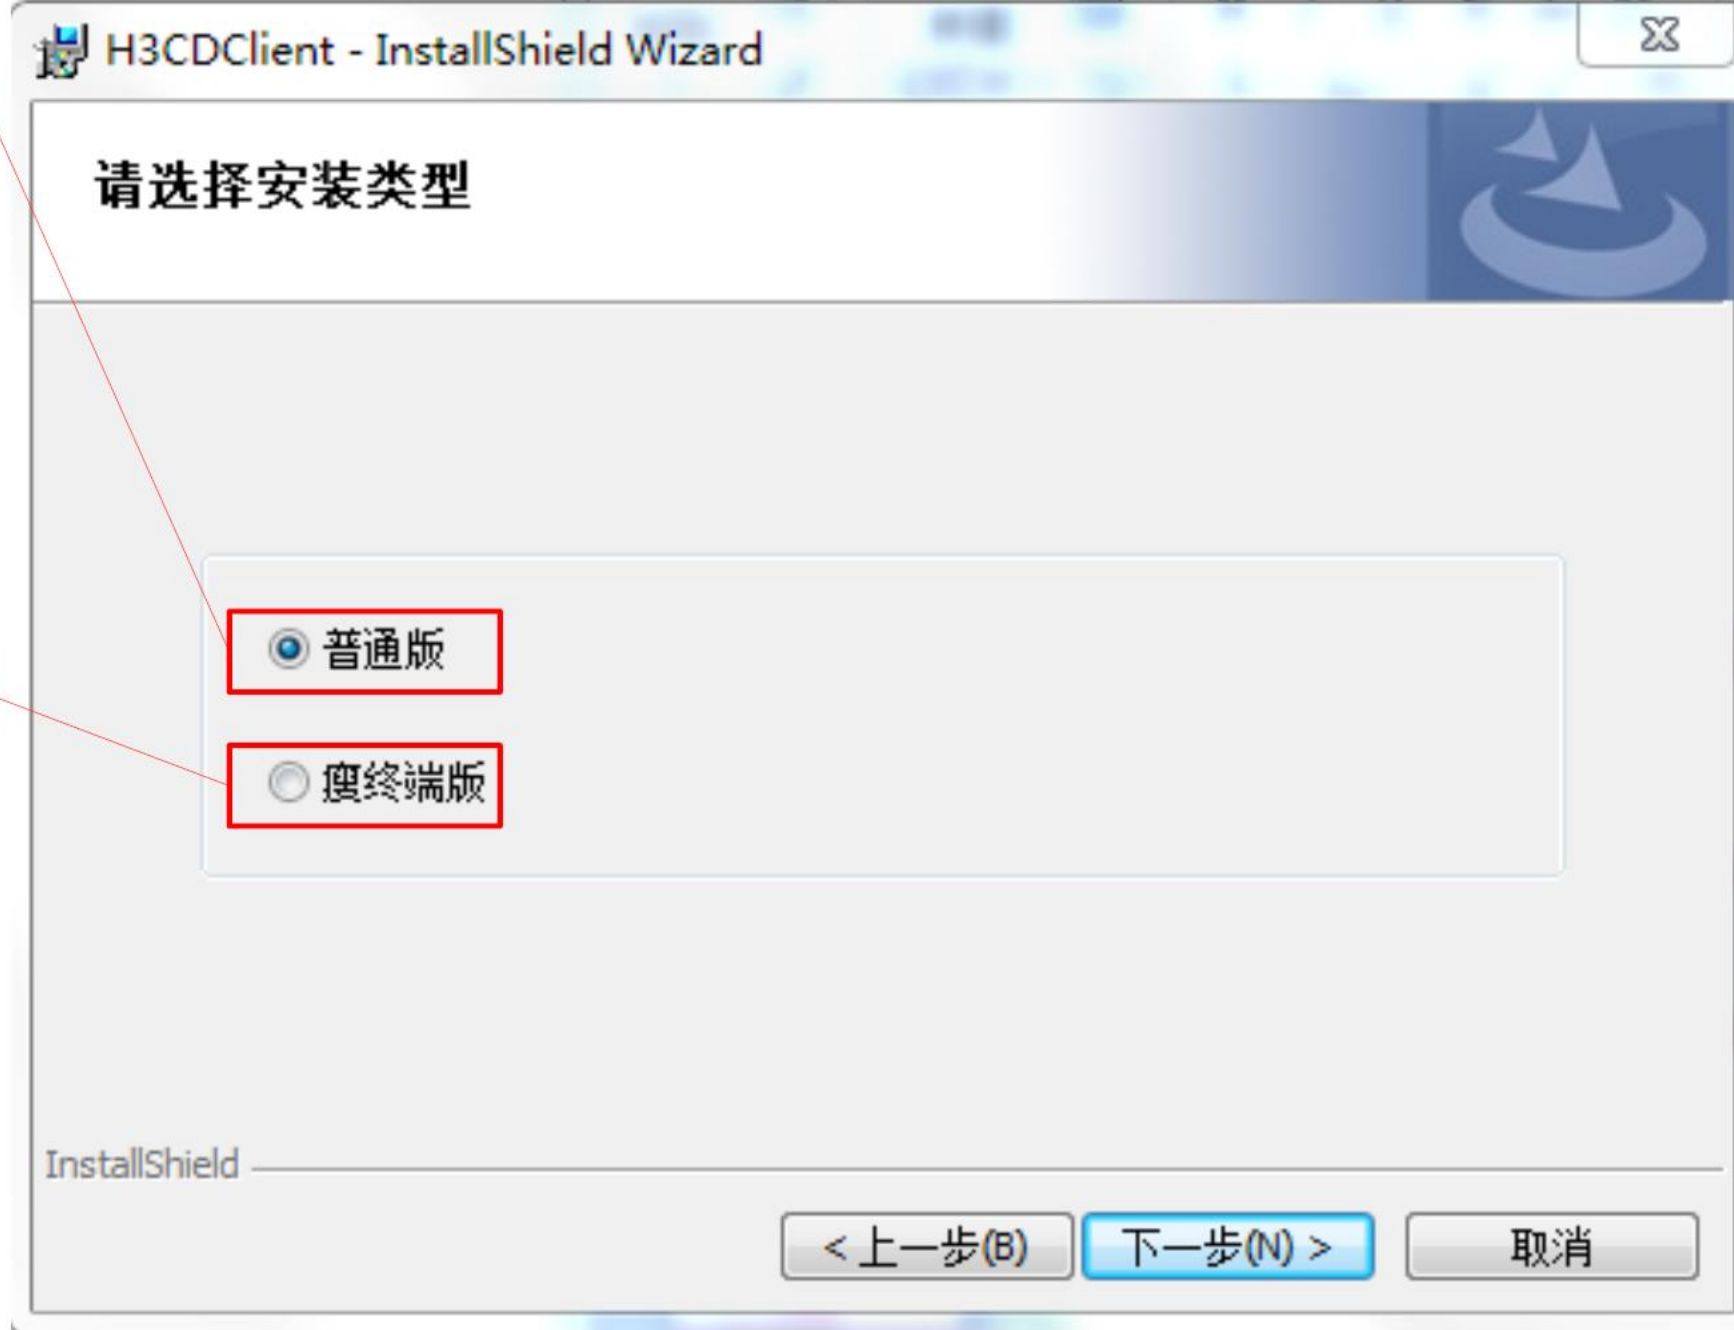 H3CDClient - InstallShield Wizard
请选择安装类型
普通版
瘦终端版
InstallShield
< 上一步(B)
下一步(N) >
取消